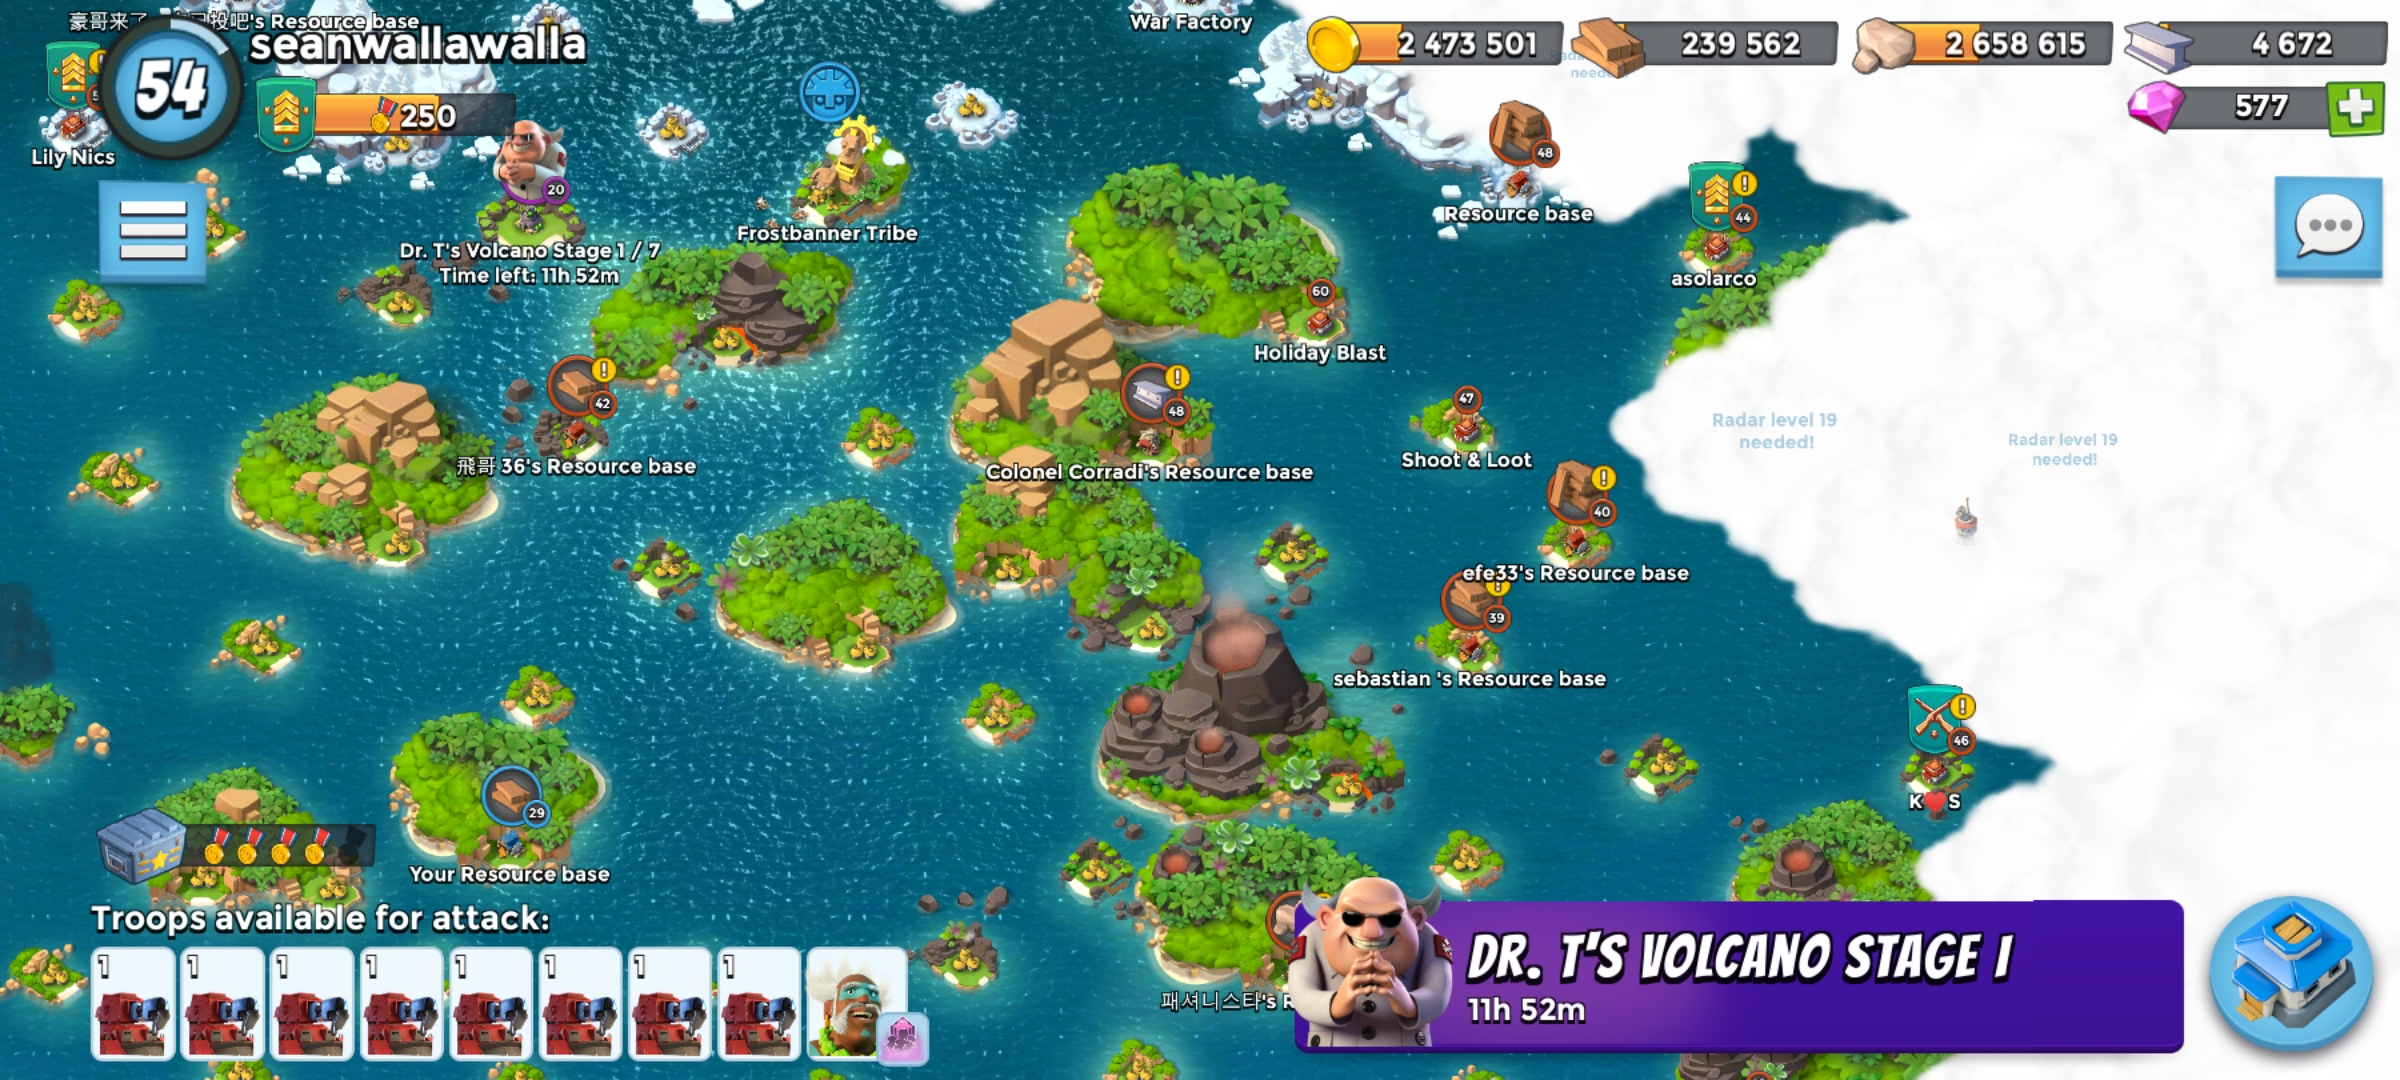 's Resource base
War Factory
54
seanwallawalla
250
2 473 501
239 562
2 658 615
4 672
577
Lily Nics
20
Dr. T's Volcano Stage 1 / 7
Time left: 11h 52m
Frostbanner Tribe
48
Resource base
44
asolarco
60
Holiday Blast
42
飛哥 36's Resource base
48
Colonel Corradi's Resource base
47
Shoot & Loot
Radar level 19
needed!
Radar level 19
needed!
40
efe33's Resource base
39
sebastian 's Resource base
46
K❤️S
29
Your Resource base
Troops available for attack:
1
1
1
1
1
1
1
1
패셔니스타's R
DR. T'S VOLCANO STAGE I
11h 52m